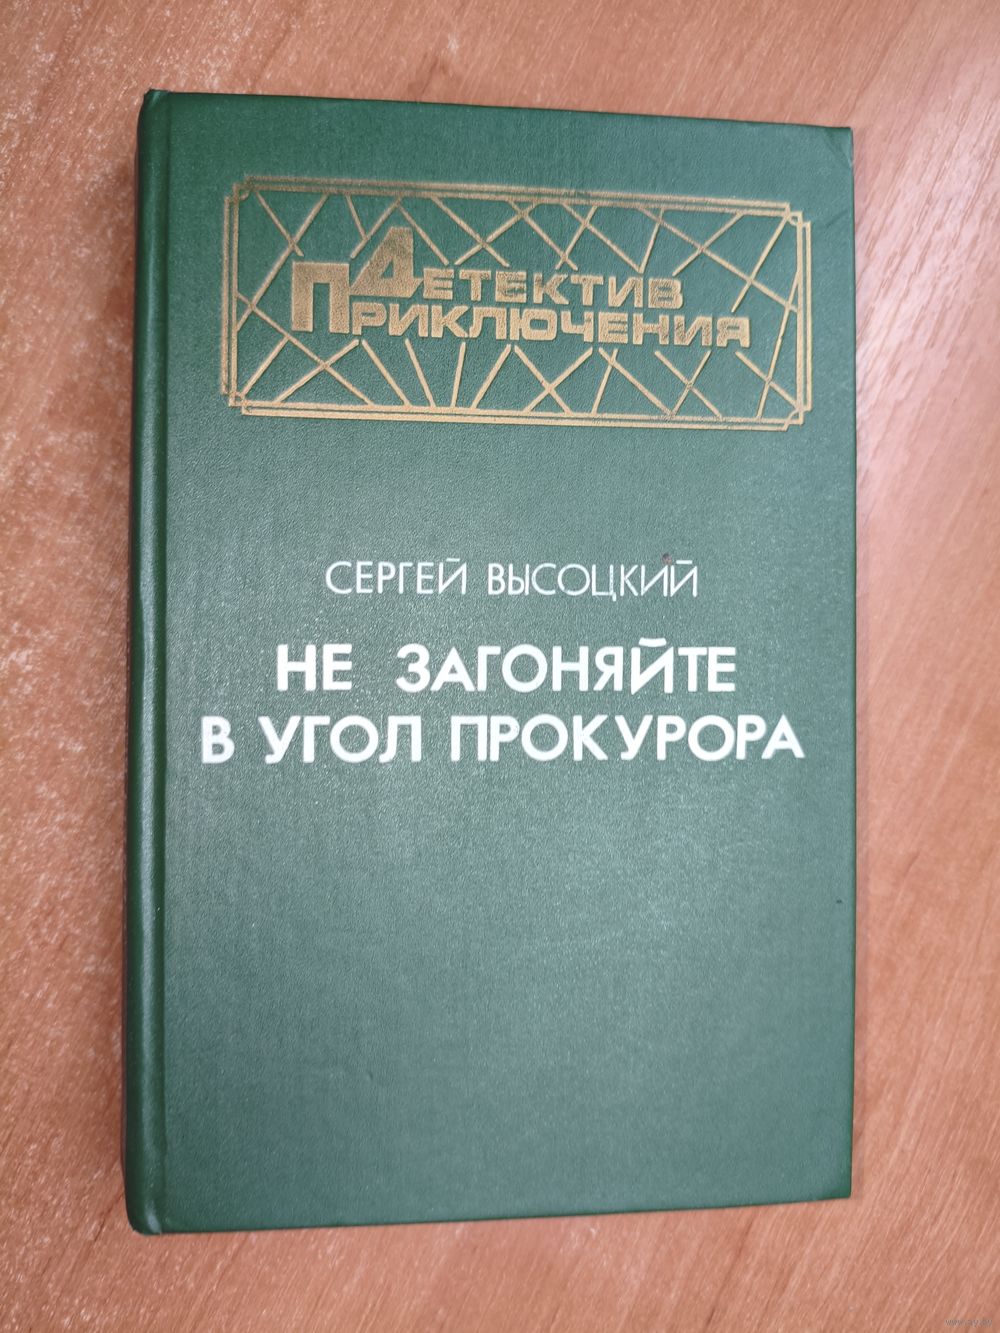 ДЕТЕКТИВ
ПРИКЛЮЧЕНИЯ
СЕРГЕЙ ВЫСОЦКИЙ
НЕ ЗАГОНЯЙТЕ
В УГОЛ ПРОКУРОРА